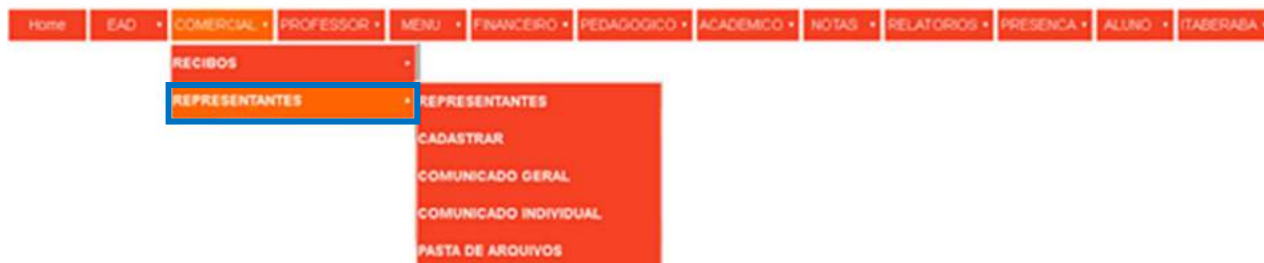 Home EAD COMERCIAL PROFESSOR MENU FINANCEIRO PEDAGOGICO ACADEMICO NOTAS RELATORIOS PRESENCA ALUNO ITABERABA
RECIBOS
REPRESENTANTES REPRESENTANTES
CADASTRAR
COMUNICADO GERAL
COMUNICADO INDIVIDUAL
PASTA DE ARQUIVOS